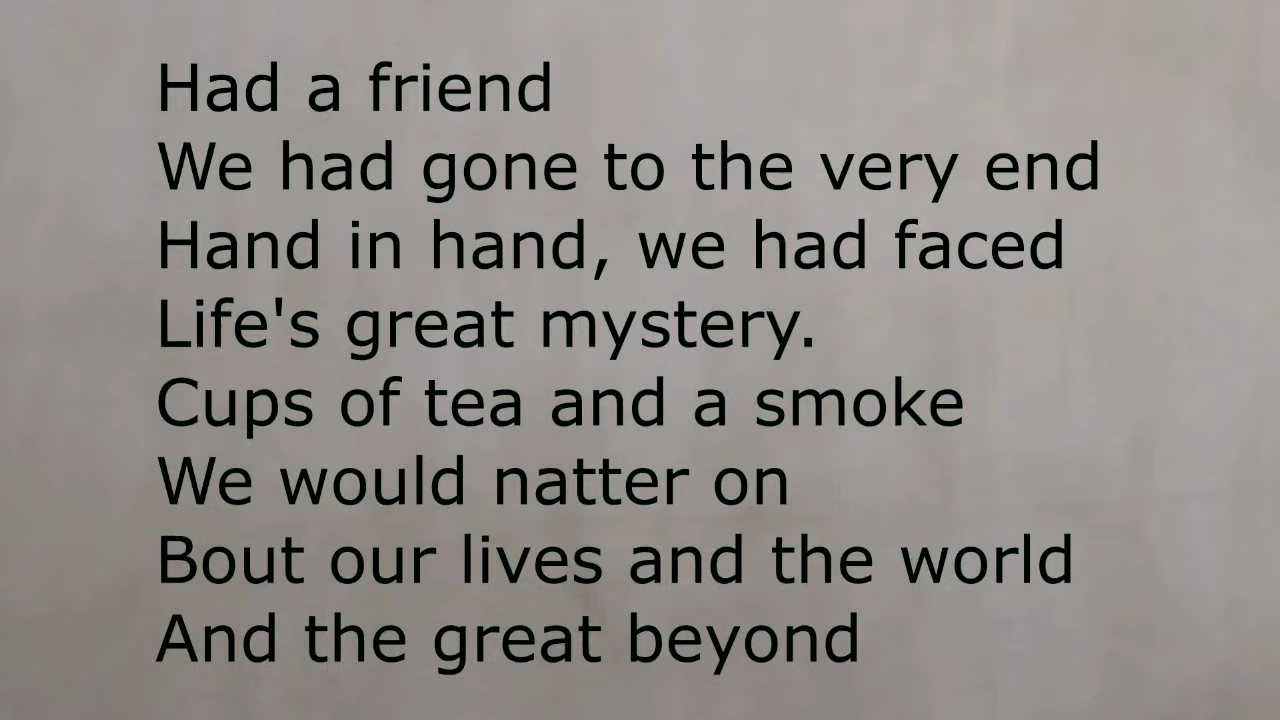 Had a friend
We had gone to the very end
Hand in hand, we had faced
Life's great mystery.
Cups of tea and a smoke
We would natter on
Bout our lives and the world
And the great beyond